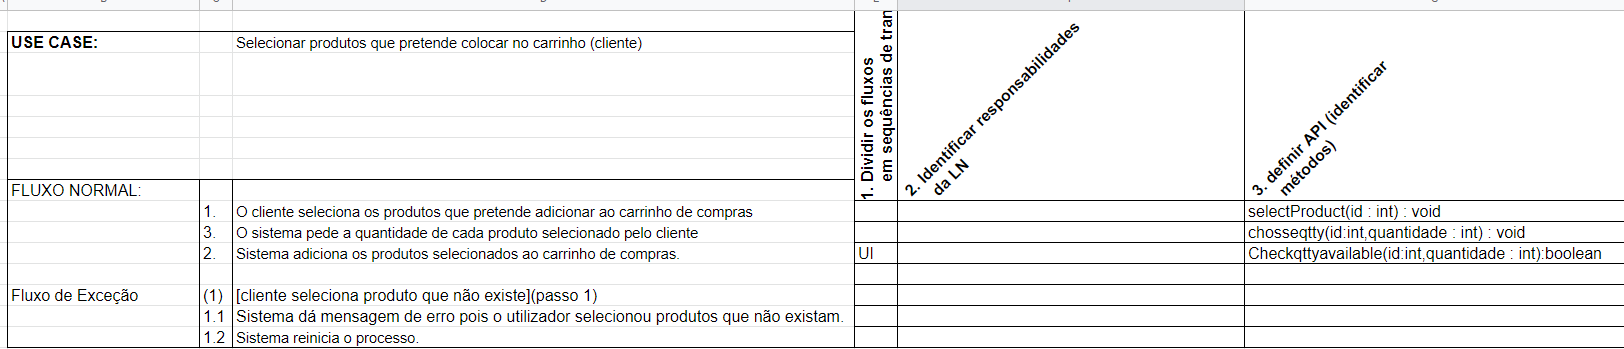 USE CASE: Selecionar produtos que pretende colocar no carrinho (cliente)
1. Dividir os fluxos
em sequências de tran
2. Identificar responsabilidades
da LN
3. definir API (identificar
métodos)
FLUXO NORMAL:
1. O cliente seleciona os produtos que pretende adicionar ao carrinho de compras selectProduct(id : int) : void
3. O sistema pede a quantidade de cada produto selecionado pelo cliente chosseqtty(id:int,quantidade : int) : void
2. Sistema adiciona os produtos selecionados ao carrinho de compras. UI Checkqttyavailable(id:int,quantidade : int):boolean
Fluxo de Exceção (1) [cliente seleciona produto que não existe](passo 1)
1.1 Sistema dá mensagem de erro pois o utilizador selecionou produtos que não existam.
1.2 Sistema reinicia o processo.